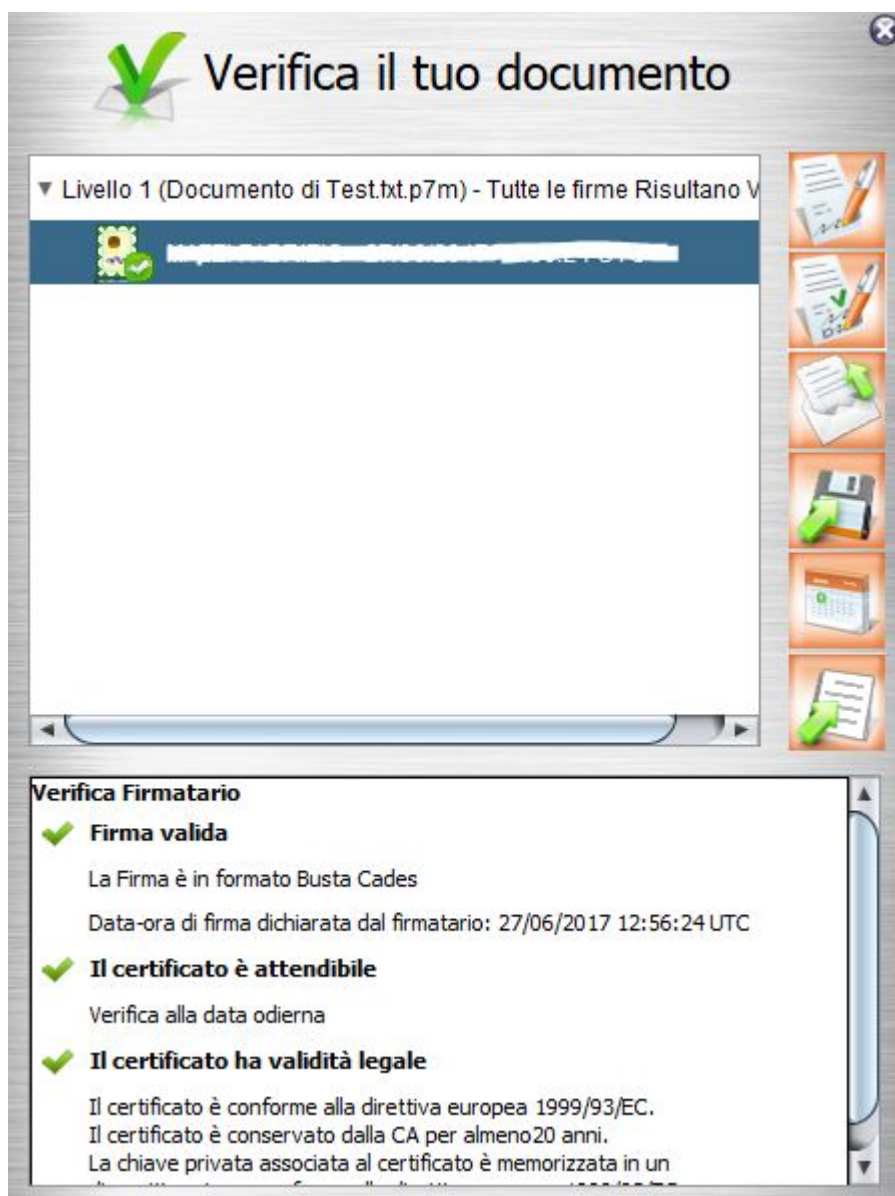 Verifica il tuo documento
Livello 1 (Documento di Test.txt.p7m) - Tutte le firme Risultano V
Verifica Firmatario
Firma valida
La Firma è in formato Busta Cades
Data-ora di firma dichiarata dal firmatario: 27/06/2017 12:56:24 UTC
Il certificato è attendibile
Verifica alla data odierna
Il certificato ha validità legale
Il certificato è conforme alla direttiva europea 1999/93/EC.
Il certificato è conservato dalla CA per almeno20 anni.
La chiave privata associata al certificato è memorizzata in un